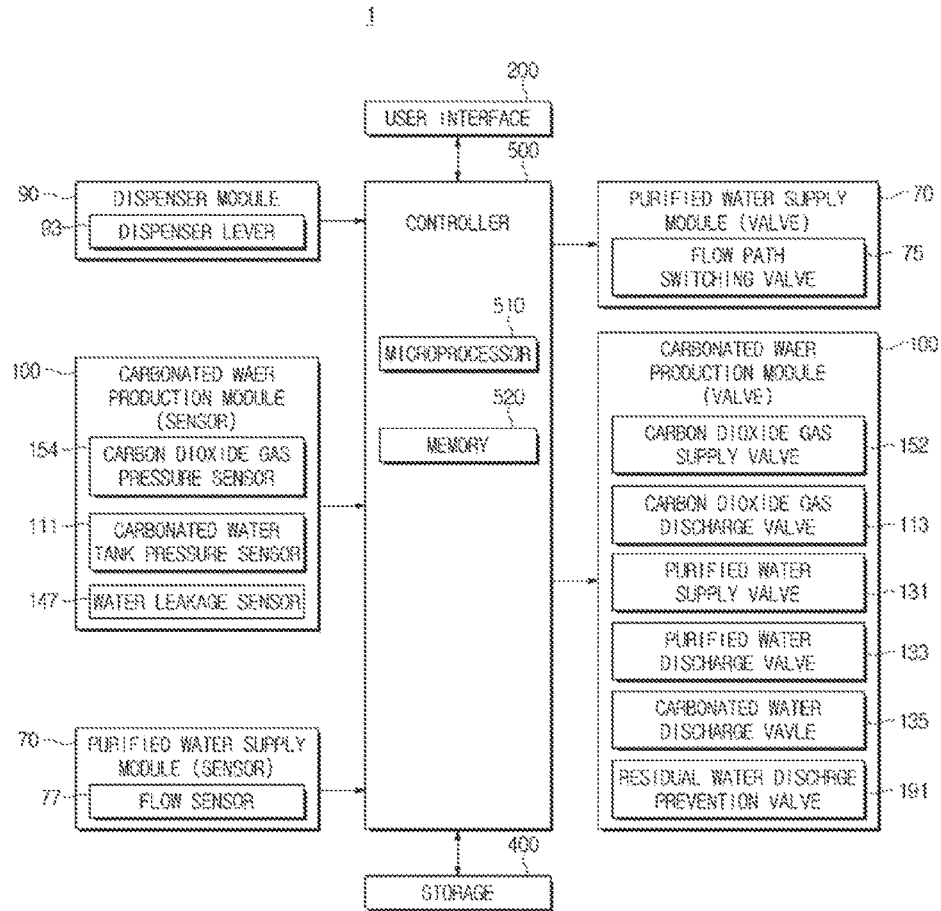 1
200
USER INTERFACE
500
CONTROLLER
510
MICROPROCESSOR
520
MEMORY
90
DISPENSER MODULE
93
DISPENSER LEVER
100
CARBONATED WAER
PRODUCTION MODULE
(SENSOR)
154
CARBON DIOXIDE GAS
PRESSURE SENSOR
111
CARBONATED WATER
TANK PRESSURE SENSOR
147
WATER LEAKAGE SENSOR
70
PURIFIED WATER SUPPLY
MODULE (SENSOR)
77
FLOW SENSOR
PURIFIED WATER SUPPLY
MODULE (VALVE)
70
FLOW PATH
SWITCHING VALVE
75
CARBONATED WAER
PRODUCTION MODULE
(VALVE)
100
CARBON DIOXIDE GAS
SUPPLY VALVE
152
CARBON DIOXIDE GAS
DISCHARGE VALVE
113
PURIFIED WATER
SUPPLY VALVE
131
PURIFIED WATER
DISCHARGE VALVE
133
CARBONATED WATER
DISCHARGE VAVLE
135
RESIDUAL WATER DISCHRGE
PREVENTION VALVE
191
400
STORAGE